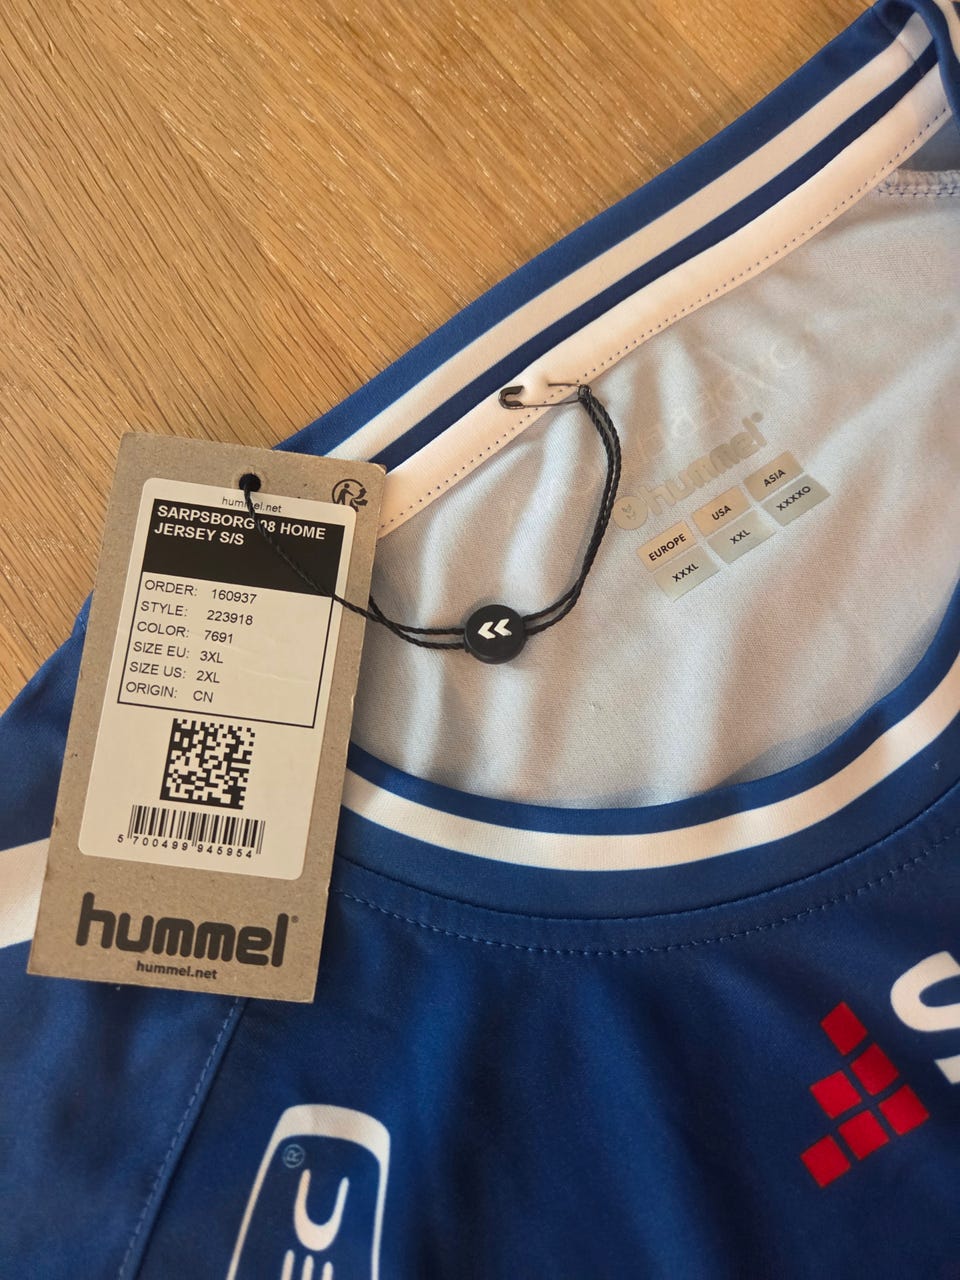 hummel.net
SARPSBORG 08 HOME
JERSEY S/S
ORDER: 160937
STYLE: 223918
COLOR: 7691
SIZE EU: 3XL
SIZE US: 2XL
ORIGIN: CN
5 700499 945954
hummel®
hummel.net
hummel®
EUROPE USA ASIA
XXXL XXL XXXXO
S
®
EC